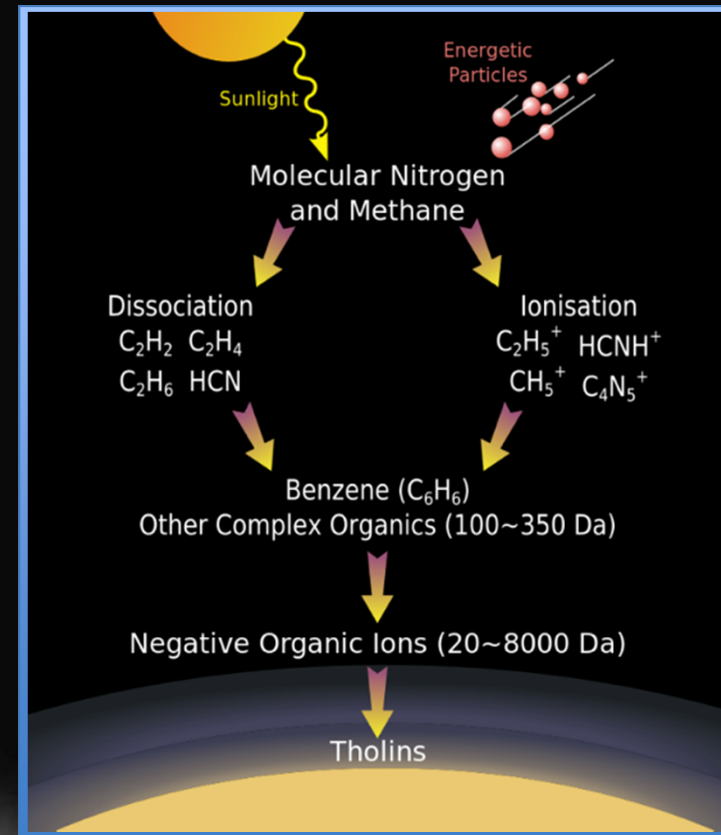 Energetic
Particles
Sunlight
Molecular Nitrogen
and Methane
Dissociation
C₂H₂ C₂H₄
C₂H₆ HCN
Ionisation
C₂H₅⁺ HCNH⁺
CH₅⁺ C₄N₅⁺
Benzene (C₆H₆)
Other Complex Organics (100~350 Da)
Negative Organic Ions (20~8000 Da)
Tholins